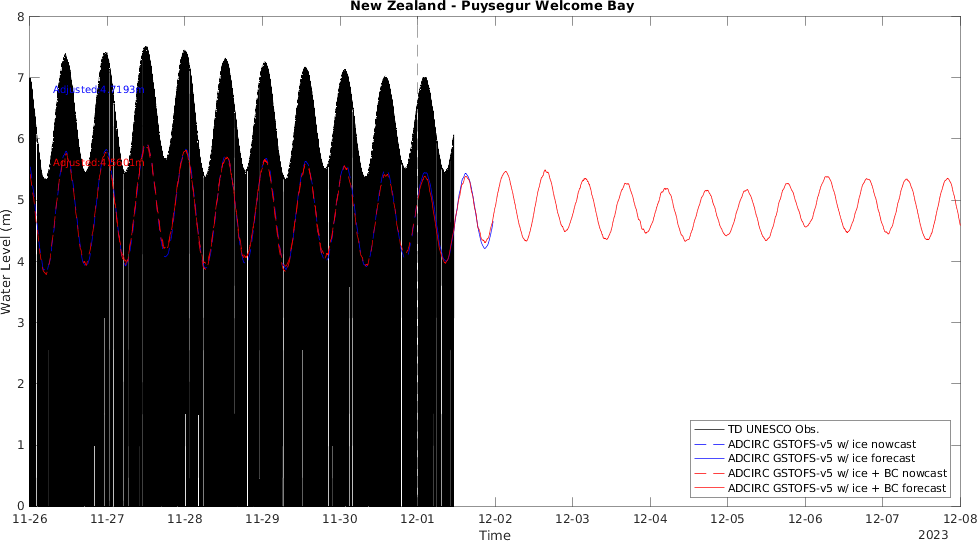 New Zealand - Puysegur Welcome Bay
8
7
6
5
4
3
2
1
0
Water Level (m)
Adjusted:4.7193m
11-26
11-27
11-28
11-29
11-30
12-01
12-02
12-03
12-04
12-05
12-06
12-07
12-08
Time
2023
TD UNESCO Obs.
ADCIRC GSTOFS-v5 w/ ice nowcast
ADCIRC GSTOFS-v5 w/ ice forecast
ADCIRC GSTOFS-v5 w/ ice + BC nowcast
ADCIRC GSTOFS-v5 w/ ice + BC forecast